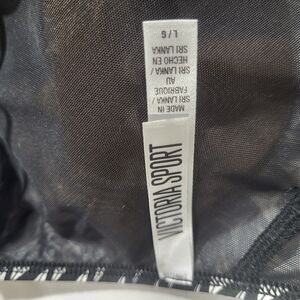 VICTORIA SPORT
MADE IN
SRI LANKA /
FABRIQUÉ
AU
SRI LANKA /
HECHO EN
SRI LANKA
L / G